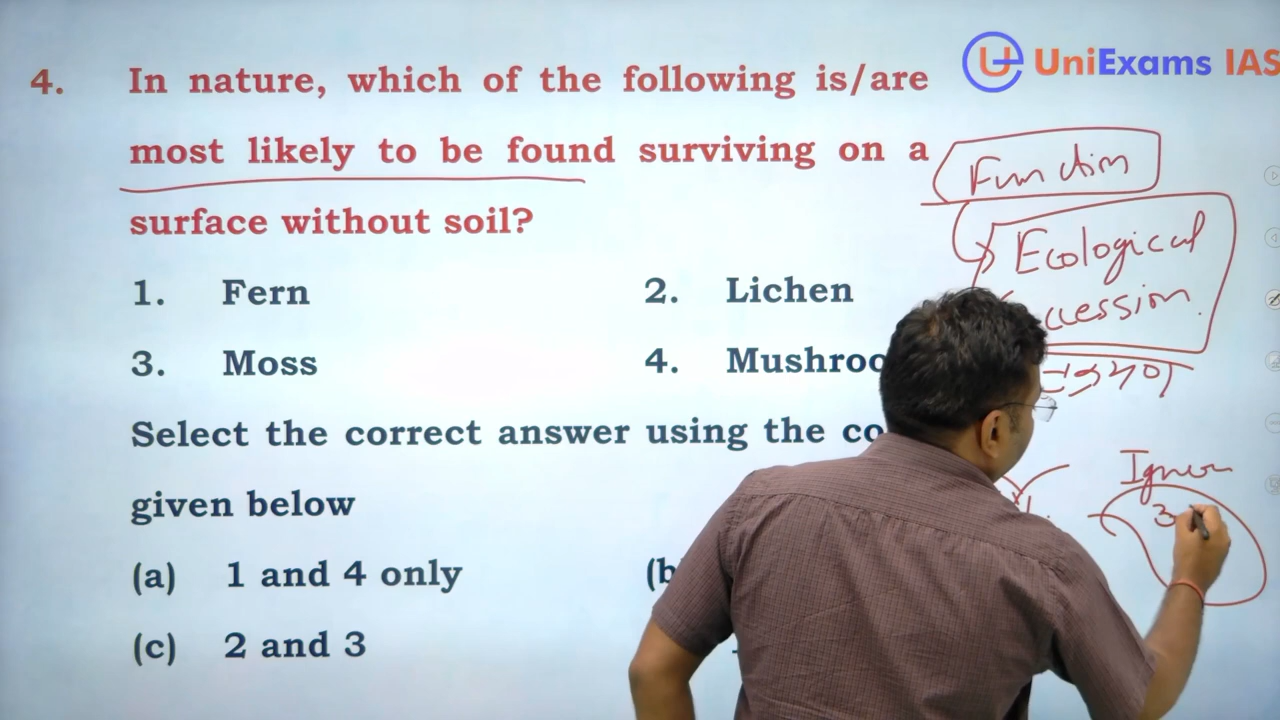 UniExams IAS
4. In nature, which of the following is/are
most likely to be found surviving on a
surface without soil?
1. Fern 2. Lichen
3. Moss 4. Mushroo
Select the correct answer using the co
given below
(a) 1 and 4 only (b
(c) 2 and 3
Function
Ecological
ccession.
Ignor
3